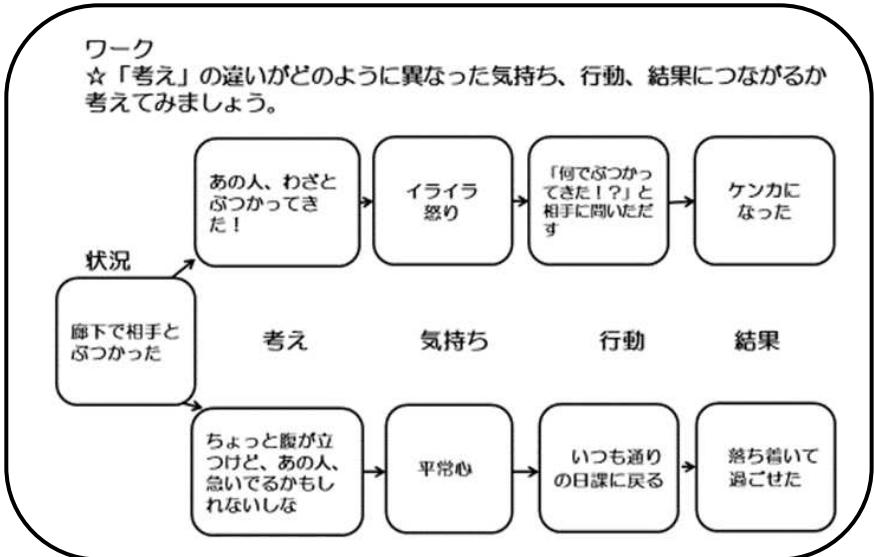 ワーク
☆「考え」の違いがどのように異なった気持ち、行動、結果につながるか
考えてみましょう。
あの人、わざと
ぶつかってき
た！
イライラ
怒り
「何でぶつかっ
てきた！？」と
相手に問いただ
す
ケンカに
なった
状況
廊下で相手と
ぶつかった
考え
気持ち
行動
結果
ちょっと腹が立
つけど、あの人、
急いでるかもし
れないしな
平常心
いつも通り
の日課に戻る
落ち着いて
過ごせた